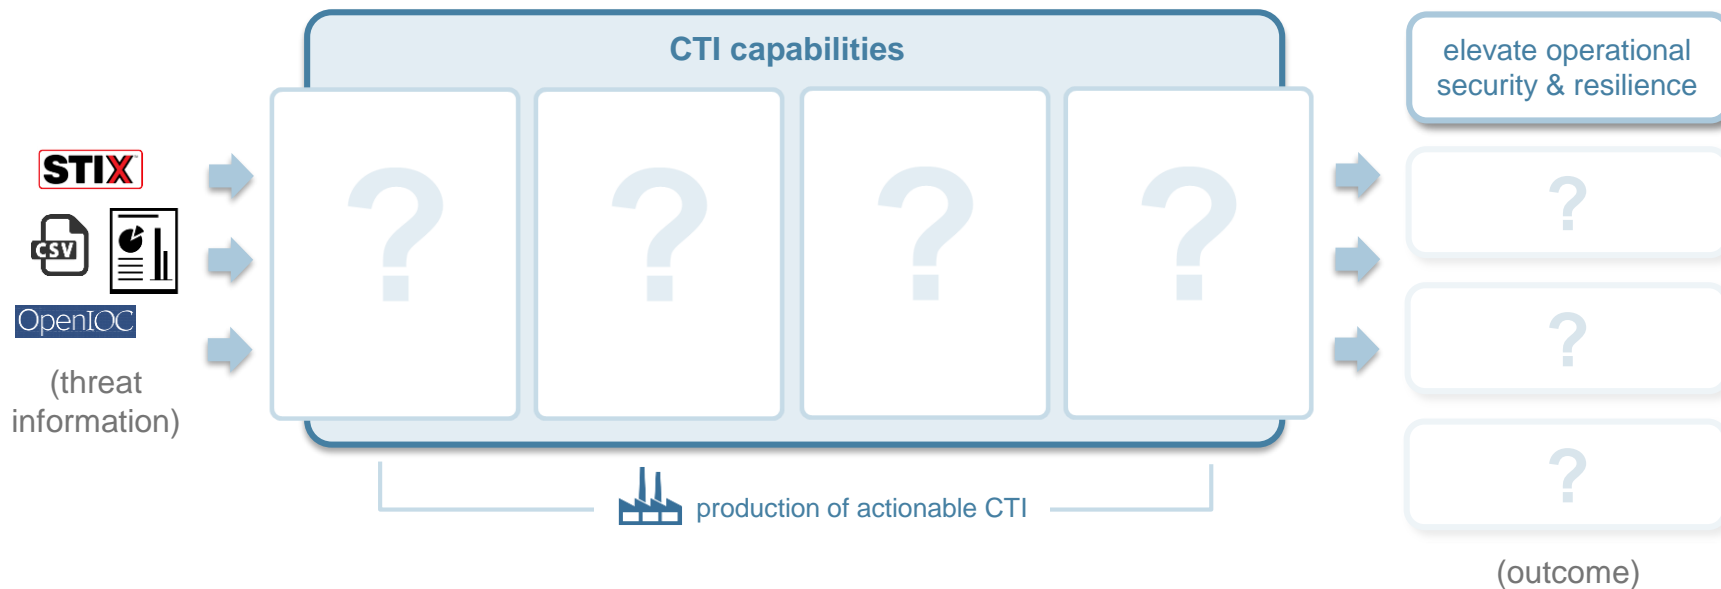 CTI capabilities
elevate operational
security & resilience
?
?
?
?
STIX
CSV
OpenIOC
(threat
information)
?
?
?
production of actionable CTI
(outcome)